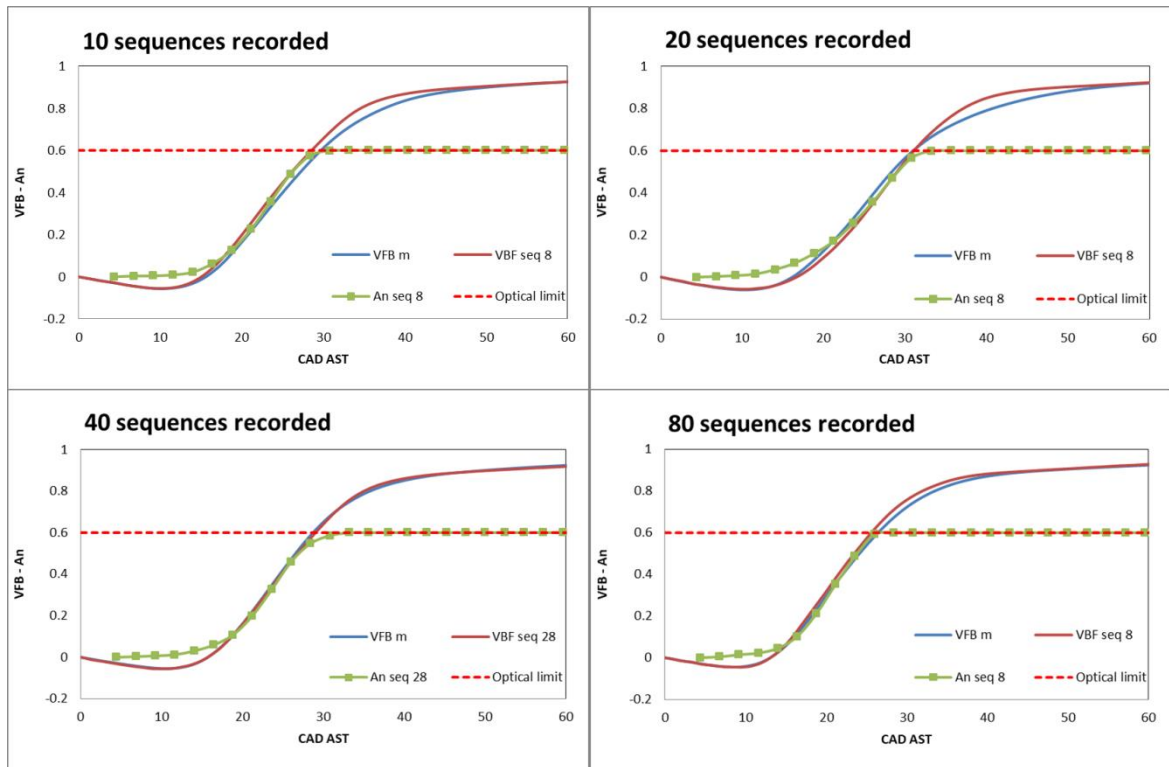 10 sequences recorded
1
0.8
0.6
0.4
0.2
0
-0.2
VFB - An
0 10 20 30 40 50 60
CAD AST
VFB m VBF seq 8
An seq 8 Optical limit
20 sequences recorded
1
0.8
0.6
0.4
0.2
0
-0.2
VFB - An
0 10 20 30 40 50 60
CAD AST
VFB m VBF seq 8
An seq 8 Optical limit
40 sequences recorded
1
0.8
0.6
0.4
0.2
0
-0.2
VFB - An
0 10 20 30 40 50 60
CAD AST
VFB m VBF seq 28
An seq 28 Optical limit
80 sequences recorded
1
0.8
0.6
0.4
0.2
0
-0.2
VFB - An
0 10 20 30 40 50 60
CAD AST
VFB m VBF seq 8
An seq 8 Optical limit